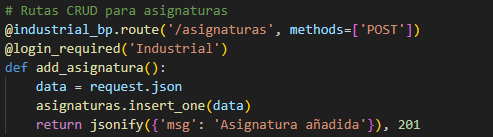 # Rutas CRUD para asignaturas
@industrial_bp.route('/asignaturas', methods=['POST'])
@login_required('Industrial')
def add_asignatura():
    data = request.json
    asignaturas.insert_one(data)
    return jsonify({'msg': 'Asignatura añadida'}), 201